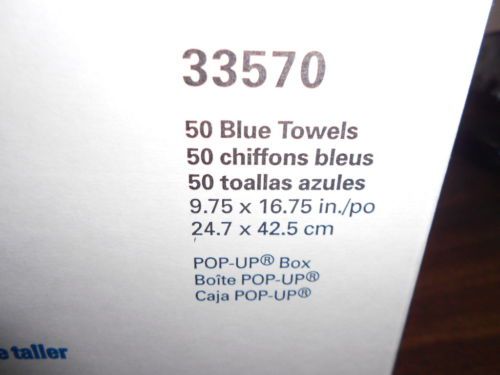 33570
50 Blue Towels
50 chiffons bleus
50 toallas azules
9.75 x 16.75 in./po
24.7 x 42.5 cm
POP-UP® Box
Boîte POP-UP®
Caja POP-UP®
e taller